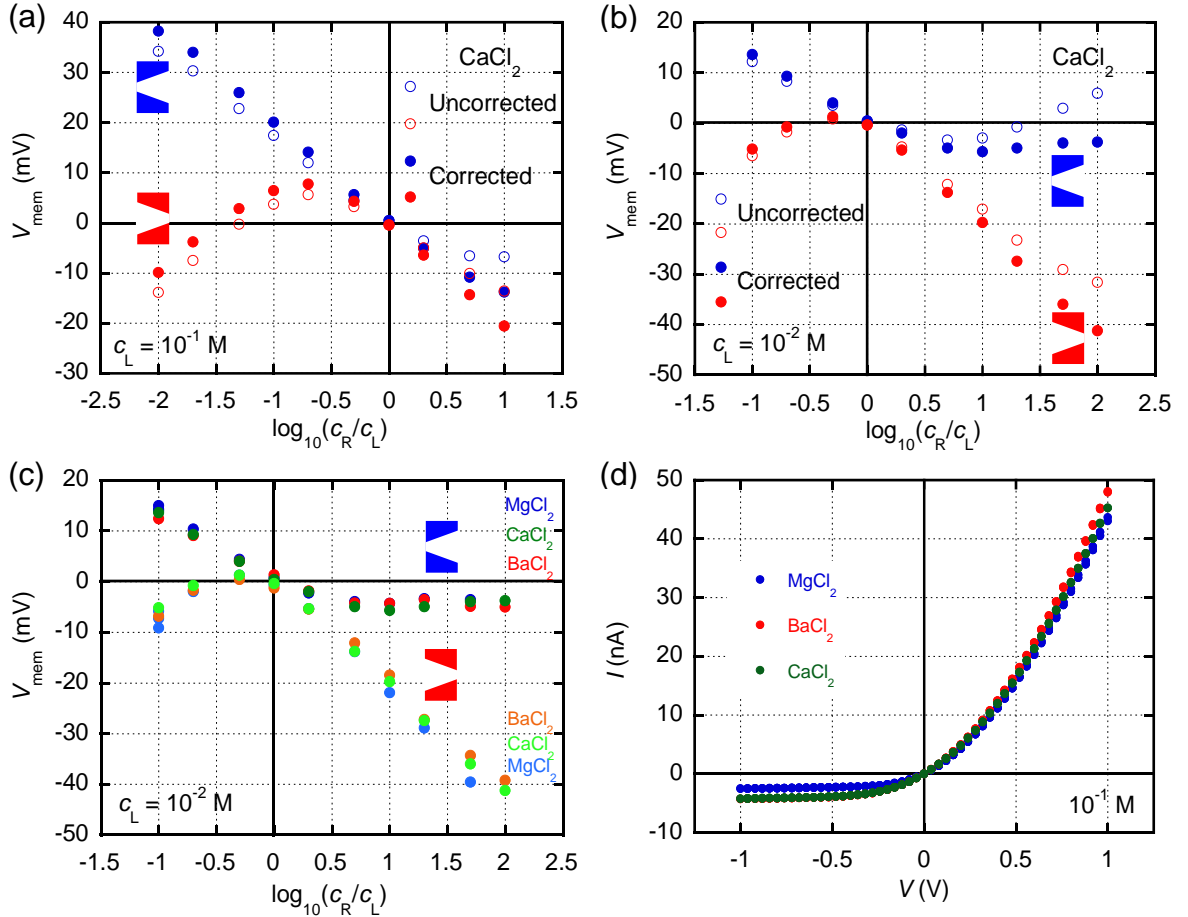 (a)
40
30
20
10
0
-10
-20
-30
V_mem (mV)
CaCl₂
Uncorrected
Corrected
c_L = 10⁻¹ M
-2.5 -2 -1.5 -1 -0.5 0 0.5 1 1.5
log₁₀(c_R/c_L)
(b)
20
10
0
-10
-20
-30
-40
-50
V_mem (mV)
CaCl₂
Uncorrected
Corrected
c_L = 10⁻² M
-1.5 -1 -0.5 0 0.5 1 1.5 2 2.5
log₁₀(c_R/c_L)
(c)
20
10
0
-10
-20
-30
-40
-50
V_mem (mV)
MgCl₂
CaCl₂
BaCl₂
BaCl₂
CaCl₂
MgCl₂
c_L = 10⁻² M
-1.5 -1.0 -0.5 0.0 0.5 1.0 1.5 2.0 2.5
log₁₀(c_R/c_L)
(d)
50
40
30
20
10
0
-10
I (nA)
MgCl₂
BaCl₂
CaCl₂
10⁻¹ M
-1 -0.5 0 0.5 1
V (V)